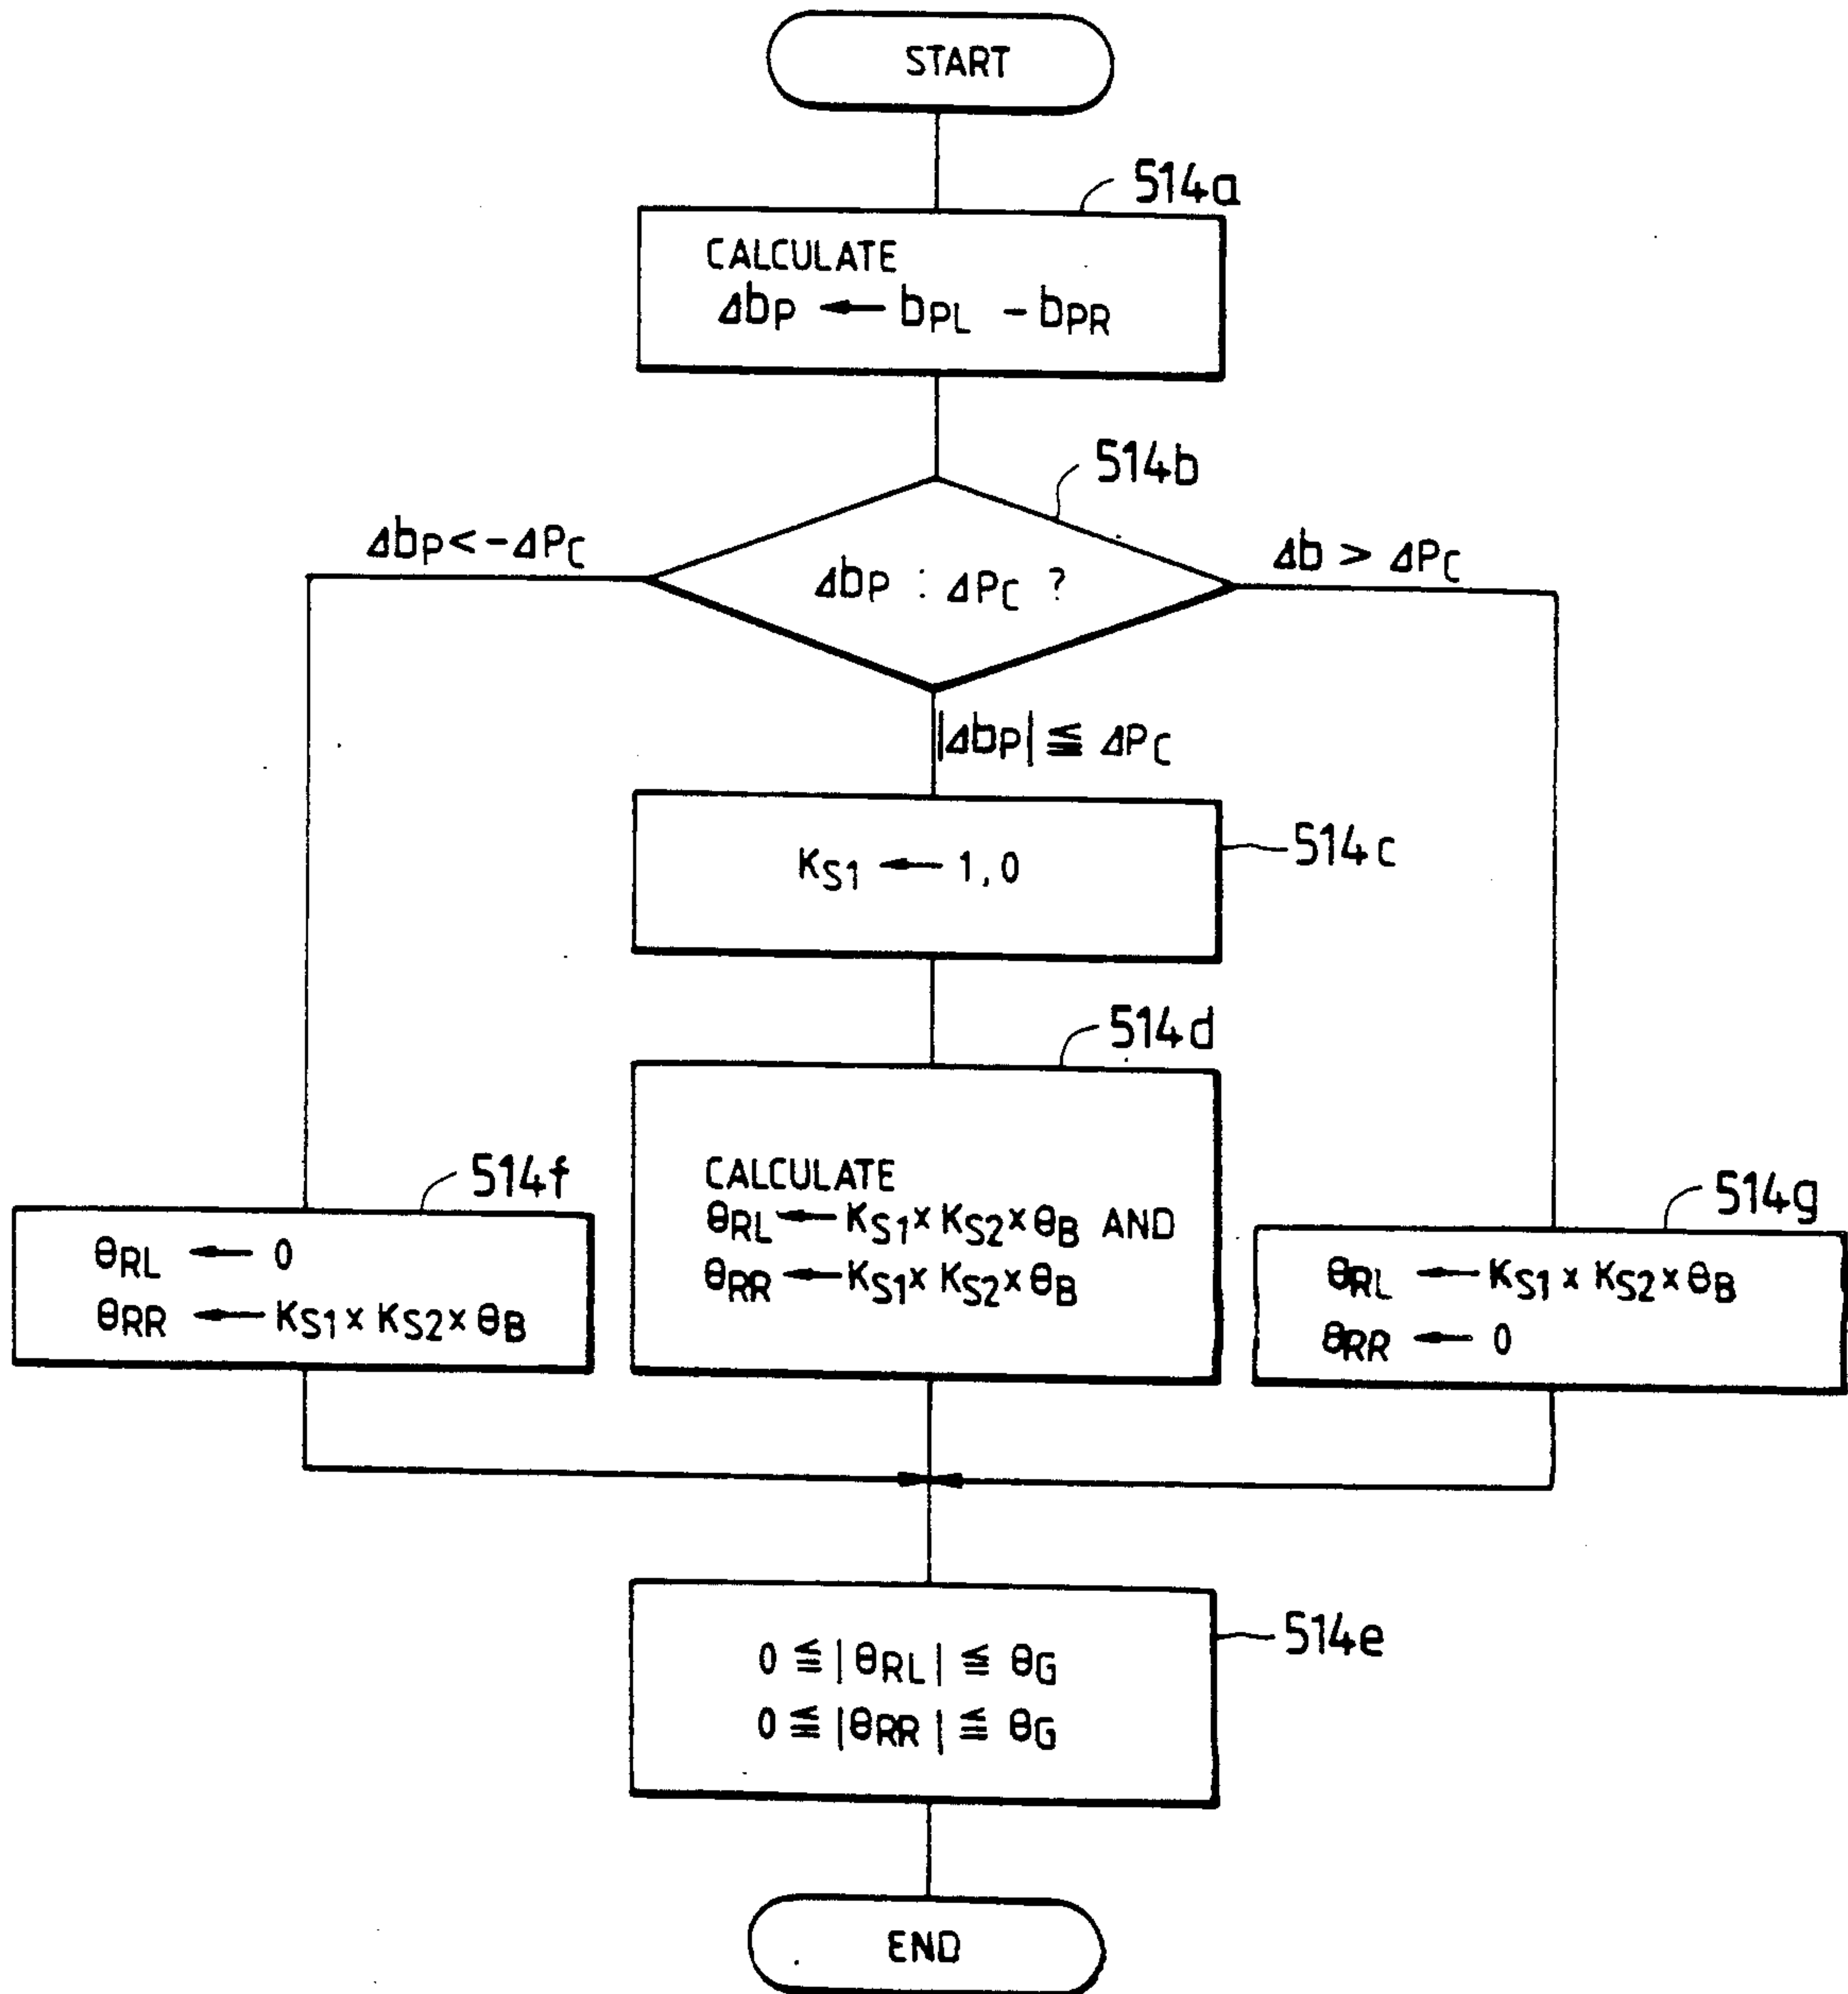 START
514a
CALCULATE
Δbp ← bPL - bPR
514b
Δbp < -ΔPC
Δbp : ΔPC ?
Δb > ΔPC
|Δbp| ≦ ΔPC
KS1 ← 1,0
514c
514d
CALCULATE
θRL ← KS1 × KS2 × θB AND
θRR ← KS1 × KS2 × θB
514f
θRL ← 0
θRR ← KS1 × KS2 × θB
514g
θRL ← KS1 × KS2 × θB
θRR ← 0
514e
0 ≦ |θRL| ≦ θG
0 ≦ |θRR| ≦ θG
END